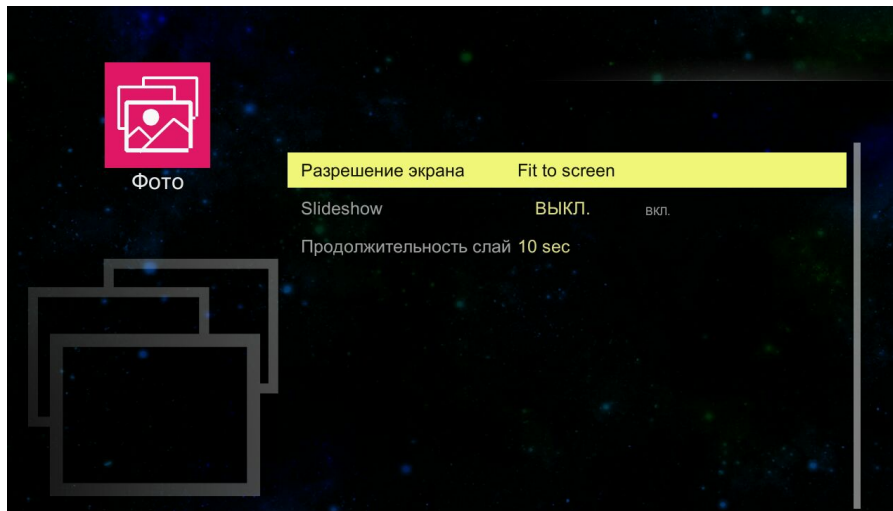 Фото
Разрешение экрана Fit to screen
Slideshow ВЫКЛ. вкл.
Продолжительность слай 10 sec